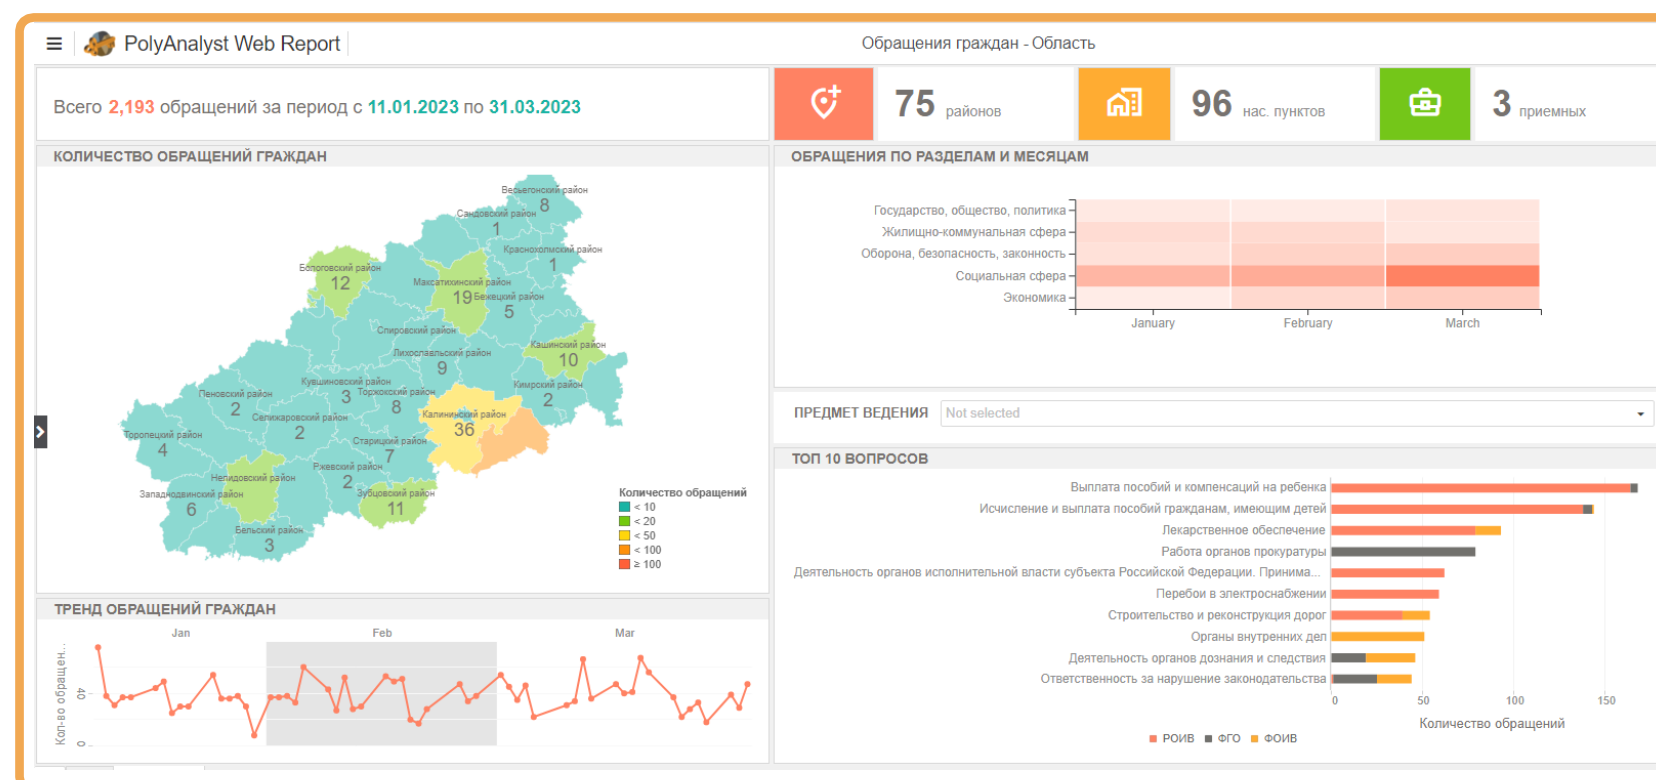 PolyAnalyst Web Report
Обращения граждан - Область
Всего 2,193 обращений за период с 11.01.2023 по 31.03.2023
75 районов
96 нас. пунктов
3 приемных
КОЛИЧЕСТВО ОБРАЩЕНИЙ ГРАЖДАН
Весьегонский район
8
Сандовский район
1
Краснохолмский район
1
Бологовский район
12
Максатихинский район
19
Бежецкий район
5
Спировский район
Лихославльский район
9
Кашинский район
10
Кимрский район
2
Кувшиновский район
3
Торжокский район
8
Пеновский район
2
Селижаровский район
2
Калининский район
36
Торопецкий район
4
Старицкий район
7
Ржевский район
2
Нелидовский район
Западнодвинский район
6
Зубцовский район
11
Бельский район
3
Количество обращений
< 10
< 20
< 50
< 100
≥ 100
ТРЕНД ОБРАЩЕНИЙ ГРАЖДАН
Jan Feb Mar
Кол-во обращен...
40
0
ОБРАЩЕНИЯ ПО РАЗДЕЛАМ И МЕСЯЦАМ
Государство, общество, политика
Жилищно-коммунальная сфера
Оборона, безопасность, законность
Социальная сфера
Экономика
January February March
ПРЕДМЕТ ВЕДЕНИЯ Not selected
ТОП 10 ВОПРОСОВ
Выплата пособий и компенсаций на ребенка
Исчисление и выплата пособий гражданам, имеющим детей
Лекарственное обеспечение
Работа органов прокуратуры
Деятельность органов исполнительной власти субъекта Российской Федерации. Принима...
Перебои в электроснабжении
Строительство и реконструкция дорог
Органы внутренних дел
Деятельность органов дознания и следствия
Ответственность за нарушение законодательства
0 50 100 150
Количество обращений
РОИВ ФГО ФОИВ